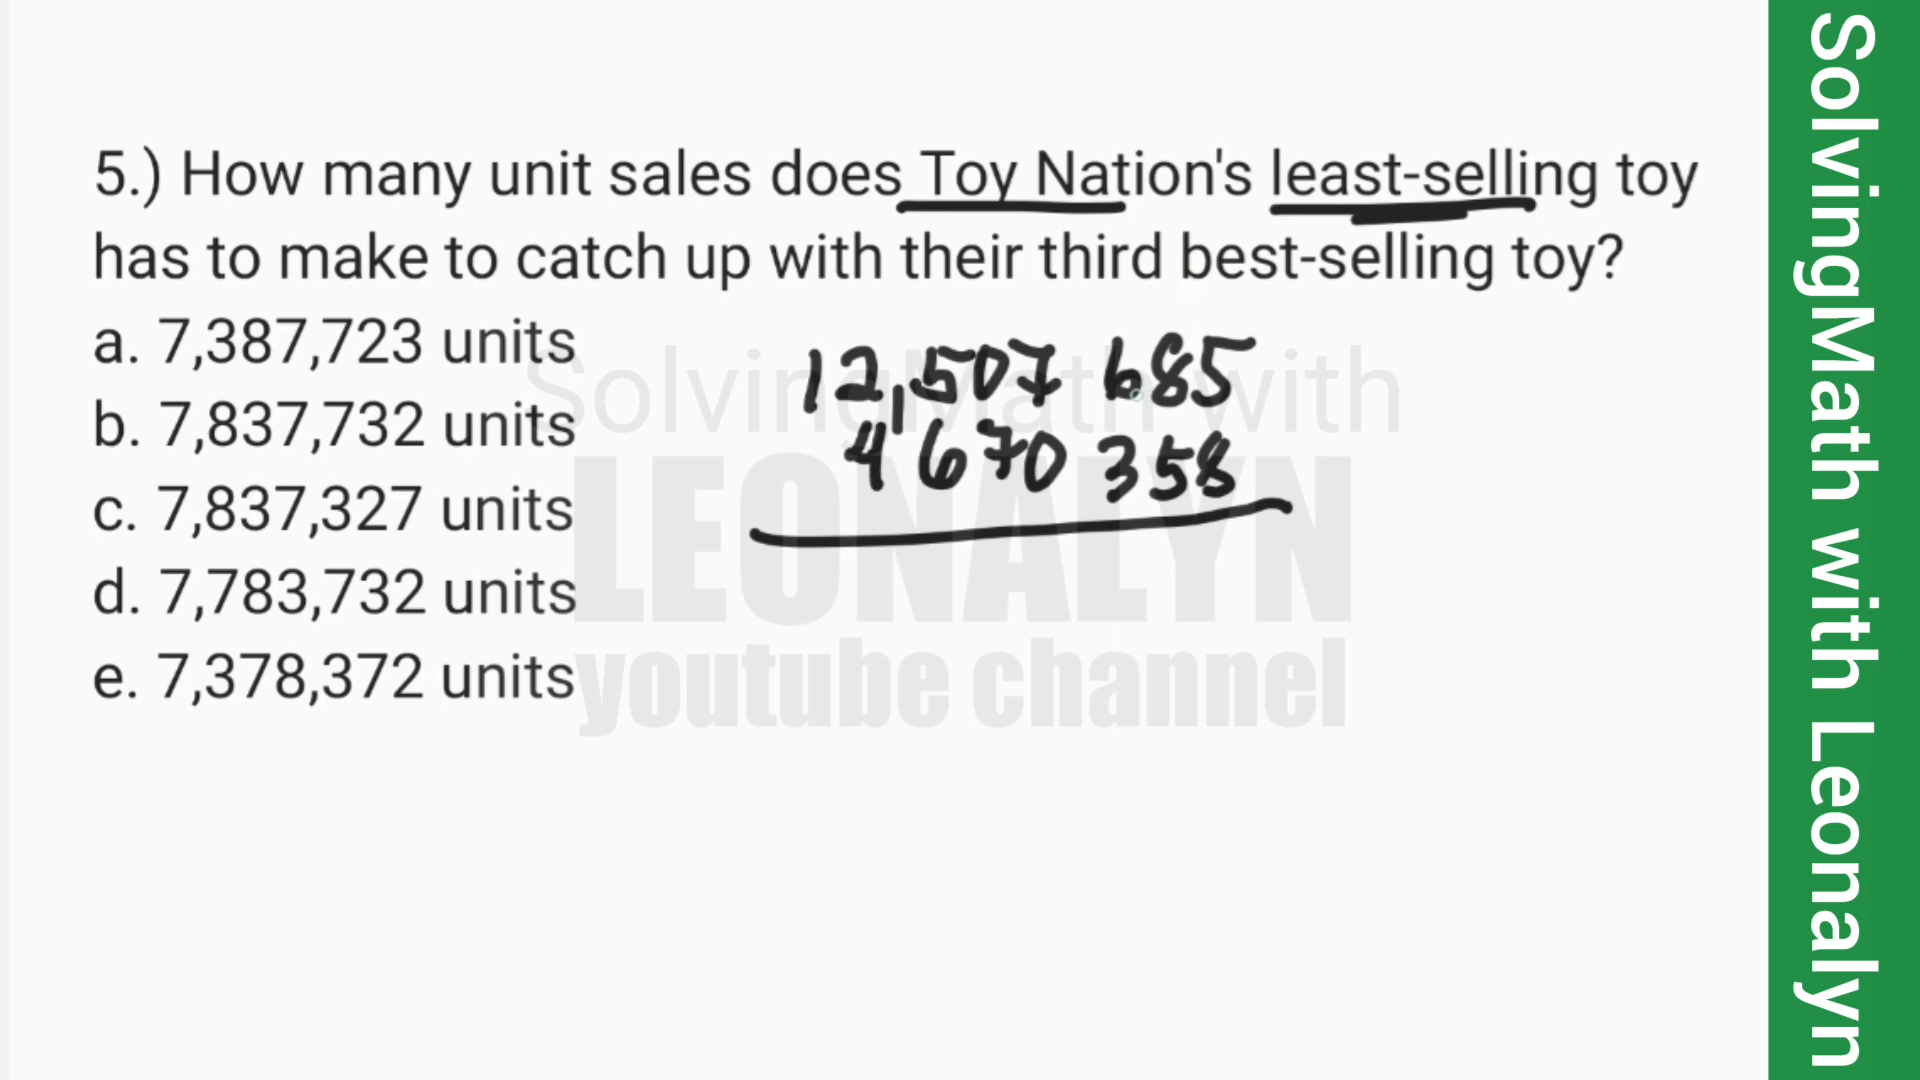 5.) How many unit sales does Toy Nation's least-selling toy
has to make to catch up with their third best-selling toy?
a. 7,387,723 units
b. 7,837,732 units
c. 7,837,327 units
d. 7,783,732 units
e. 7,378,372 units
12,507 685
4 670 358
SolvingMath with
LEONALYN
youtube channel
SolvingMath with Leonalyn